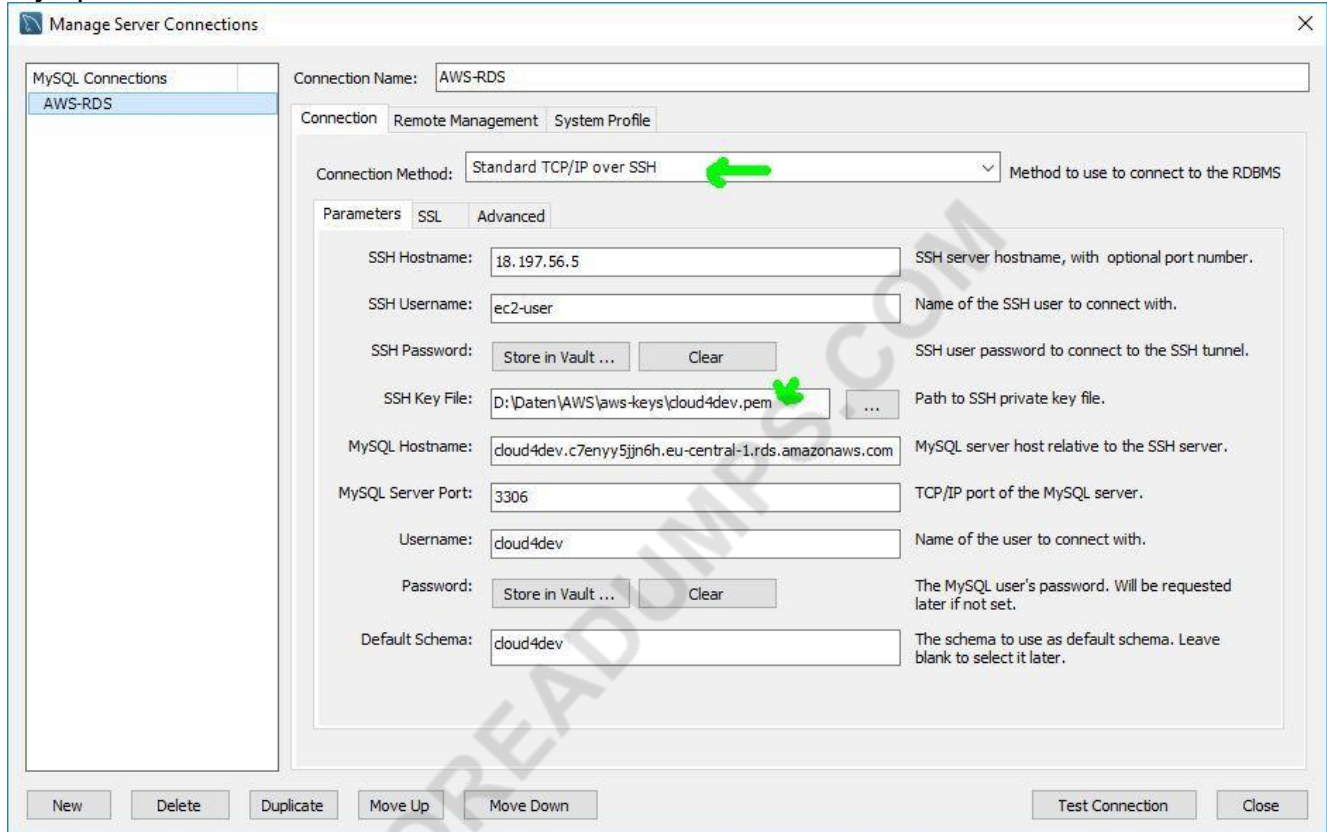 Manage Server Connections
MySQL Connections
AWS-RDS
Connection Name: AWS-RDS
Connection Remote Management System Profile
Connection Method: Standard TCP/IP over SSH Method to use to connect to the RDBMS
Parameters SSL Advanced
SSH Hostname: 18.197.56.5 SSH server hostname, with optional port number.
SSH Username: ec2-user Name of the SSH user to connect with.
SSH Password: Store in Vault ... Clear SSH user password to connect to the SSH tunnel.
SSH Key File: D:\Daten\AWS\aws-keys\cloud4dev.pem ... Path to SSH private key file.
MySQL Hostname: cloud4dev.c7enyy5jjn6h.eu-central-1.rds.amazonaws.com MySQL server host relative to the SSH server.
MySQL Server Port: 3306 TCP/IP port of the MySQL server.
Username: cloud4dev Name of the user to connect with.
Password: Store in Vault ... Clear The MySQL user's password. Will be requested
later if not set.
Default Schema: cloud4dev The schema to use as default schema. Leave
blank to select it later.
New Delete Duplicate Move Up Move Down Test Connection Close